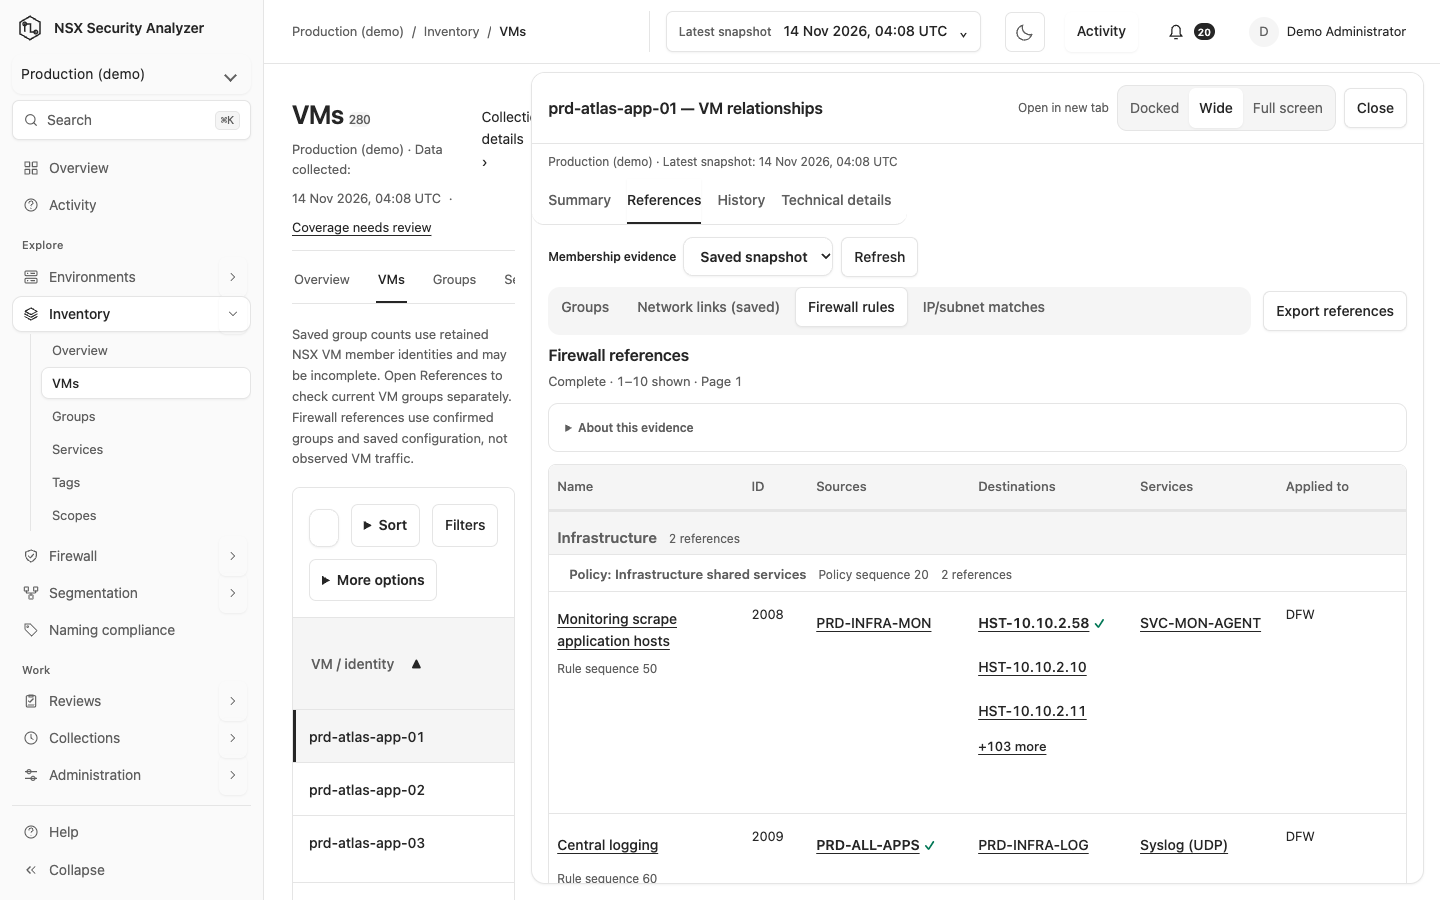 NSX Security Analyzer
Production (demo)
Search ⌘K
Overview
Activity
Explore
Environments
Inventory
Overview
VMs
Groups
Services
Tags
Scopes
Firewall
Segmentation
Naming compliance
Work
Reviews
Collections
Administration
Help
Collapse
Production (demo) / Inventory / VMs
Latest snapshot 14 Nov 2026, 04:08 UTC
Activity
20
D Demo Administrator
VMs 280
Production (demo) · Data
collected:
14 Nov 2026, 04:08 UTC ·
Coverage needs review
details ›
Overview VMs Groups
Saved group counts use retained
NSX VM member identities and may
be incomplete. Open References to
check current VM groups separately.
Firewall references use confirmed
groups and saved configuration, not
observed VM traffic.
▶ Sort
Filters
▶ More options
VM / identity ▲
prd-atlas-app-01
prd-atlas-app-02
prd-atlas-app-03
prd-atlas-app-01 — VM relationships
Open in new tab
Docked Wide Full screen
Close
Production (demo) · Latest snapshot: 14 Nov 2026, 04:08 UTC
Summary References History Technical details
Membership evidence Saved snapshot Refresh
Groups Network links (saved) Firewall rules IP/subnet matches
Export references
Firewall references
Complete · 1–10 shown · Page 1
▶ About this evidence
Name ID Sources Destinations Services Applied to
Infrastructure 2 references
Policy: Infrastructure shared services Policy sequence 20 2 references
Monitoring scrape
application hosts
Rule sequence 50
2008
PRD-INFRA-MON
HST-10.10.2.58 ✓
HST-10.10.2.10
HST-10.10.2.11
+103 more
SVC-MON-AGENT
DFW
Central logging
Rule sequence 60
2009
PRD-ALL-APPS ✓
PRD-INFRA-LOG
Syslog (UDP)
DFW